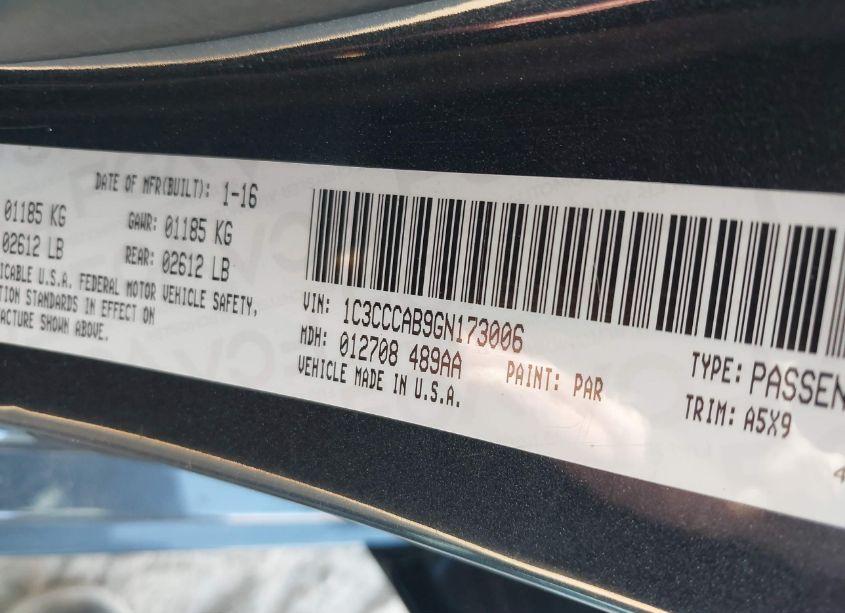 DATE OF MFR(BUILT): 1-16
01185 KG GAWR: 01185 KG
02612 LB REAR: 02612 LB
ICABLE U.S.A. FEDERAL MOTOR VEHICLE SAFETY,
TION STANDARDS IN EFFECT ON
ACTURE SHOWN ABOVE.
VIN: 1C3CCCAB9GN173006
MDH: 012708 489AA PAINT: PAR
VEHICLE MADE IN U.S.A.
TYPE: PASSEN
TRIM: A5X9